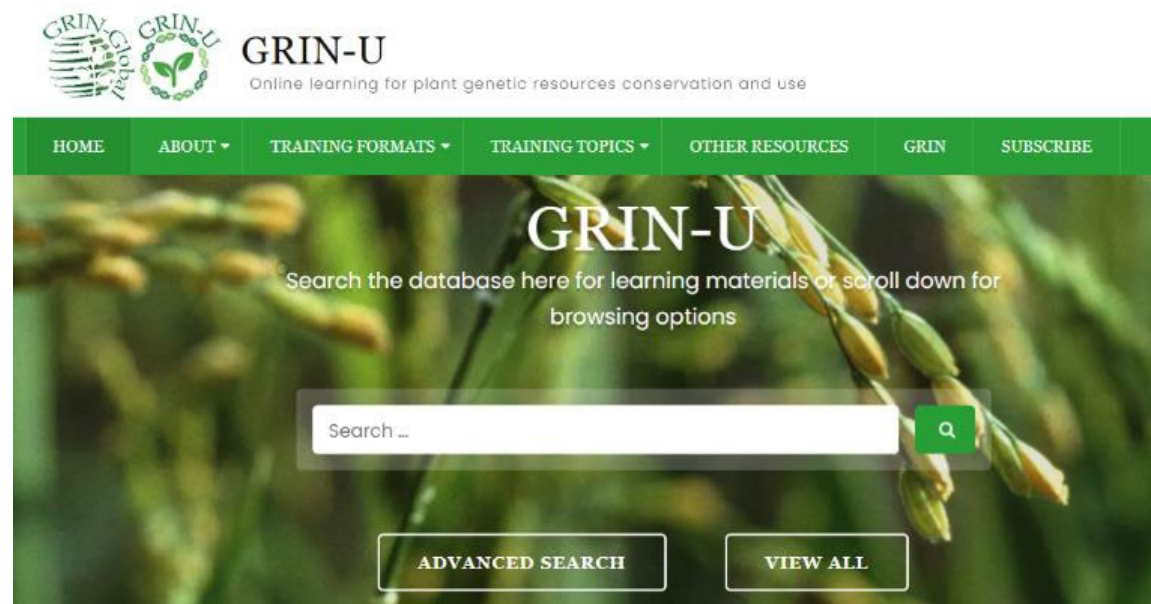 GRIN-Global
GRIN-U
GRIN-U
Online learning for plant genetic resources conservation and use
HOME
ABOUT
TRAINING FORMATS
TRAINING TOPICS
OTHER RESOURCES
GRIN
SUBSCRIBE
GRIN-U
Search the database here for learning materials or scroll down for
browsing options
Search ...
ADVANCED SEARCH
VIEW ALL